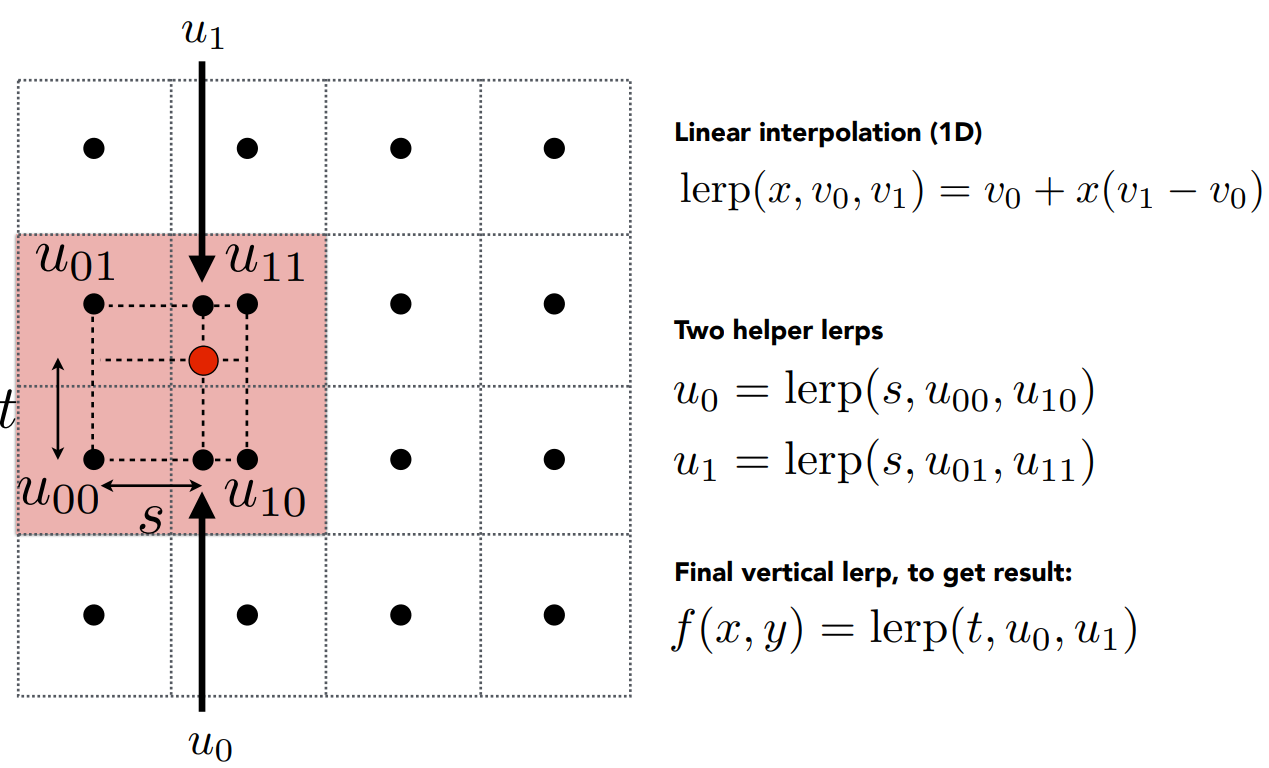 u₁
u₀₁ u₁₁
t
u₀₀ u₁₀
s
u₀
Linear interpolation (1D)
lerp(x, v₀, v₁) = v₀ + x(v₁ − v₀)
Two helper lerps
u₀ = lerp(s, u₀₀, u₁₀)
u₁ = lerp(s, u₀₁, u₁₁)
Final vertical lerp, to get result:
f(x, y) = lerp(t, u₀, u₁)